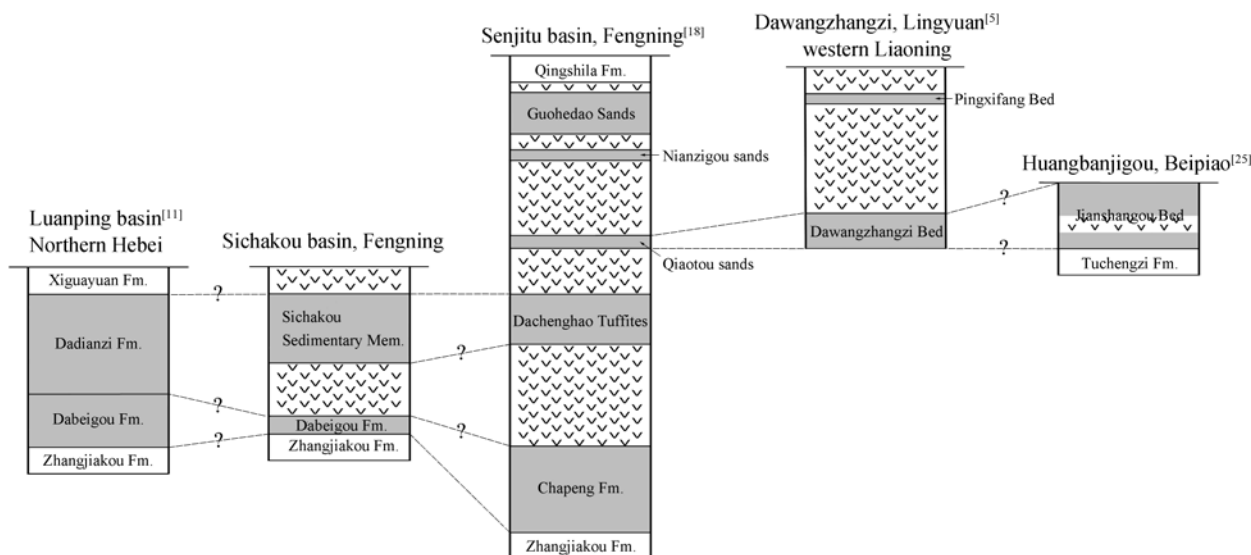 Luanping basin[11]
Northern Hebei
Xiguayuan Fm.
Dadianzi Fm.
Dabeigou Fm.
Zhangjiakou Fm.
?
?
?
Sichakou basin, Fengning
Sichakou
Sedimentary Mem.
Dabeigou Fm.
Zhangjiakou Fm.
?
?
Senjitu basin, Fengning[18]
Qingshila Fm.
Guohedao Sands
Nianzigou sands
Qiaotou sands
Dachenghao Tuffites
Chapeng Fm.
Zhangjiakou Fm.
Dawangzhangzi, Lingyuan[5]
western Liaoning
Pingxifang Bed
Dawangzhangzi Bed
?
?
Huangbanjigou, Beipiao[25]
Jianshangou Bed
Tuchengzi Fm.